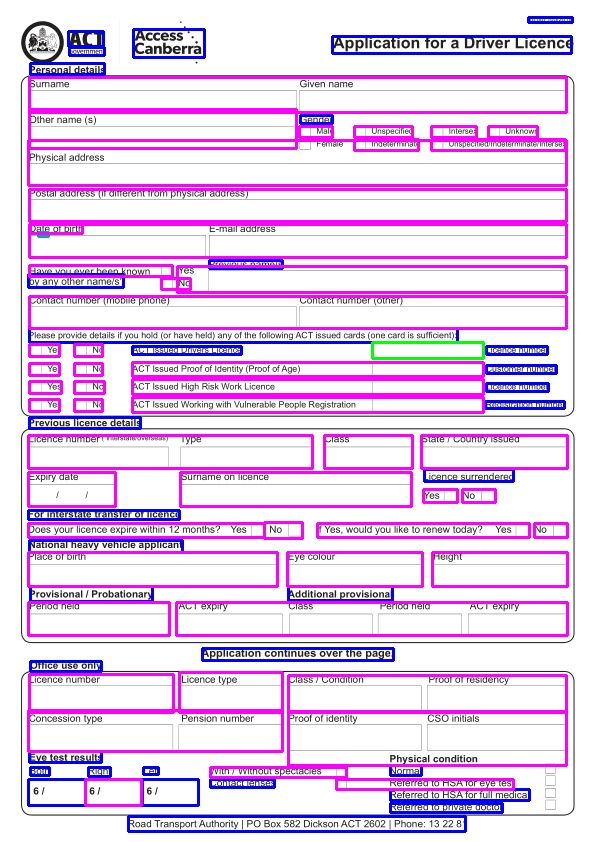 ACT
Government
Access
Canberra
Application for a Driver Licence
Personal details
Surname
Given name
Other name (s)
Gender
Male
Unspecified
Intersex
Unknown
Female
Indeterminate
Unspecified/Indeterminate/Intersex
Physical address
Postal address (if different from physical address)
Date of birth
E-mail address
Have you ever been known
by any other name/s?
Yes
No
Previous name/s
Contact number (mobile phone)
Contact number (other)
Please provide details if you hold (or have held) any of the following ACT issued cards (one card is sufficient):
Yes No ACT Issued Drivers Licence Licence number
Yes No ACT Issued Proof of Identity (Proof of Age) Customer number
Yes No ACT Issued High Risk Work Licence Licence number
Yes No ACT Issued Working with Vulnerable People Registration Registration number
Previous licence details
Licence number (interstate/overseas)
Type
Class
State / Country issued
Expiry date
/ /
Surname on licence
Licence surrendered
Yes No
For interstate transfer of licence
Does your licence expire within 12 months? Yes No If Yes, would you like to renew today? Yes No
National heavy vehicle applicant
Place of birth
Eye colour
Height
Provisional / Probationary
Additional provisional
Period held
ACT expiry
Class
Period held
ACT expiry
Application continues over the page.
Office use only
Licence number
Licence type
Class / Condition
Proof of residency
Concession type
Pension number
Proof of identity
CSO initials
Eye test results
Physical condition
Both
Right
Left
6 /
6 /
6 /
With / Without spectacles
Contact lenses
Normal
Referred to HSA for eye test
Referred to HSA for full medical
Referred to private doctor
Road Transport Authority | PO Box 582 Dickson ACT 2602 | Phone: 13 22 81